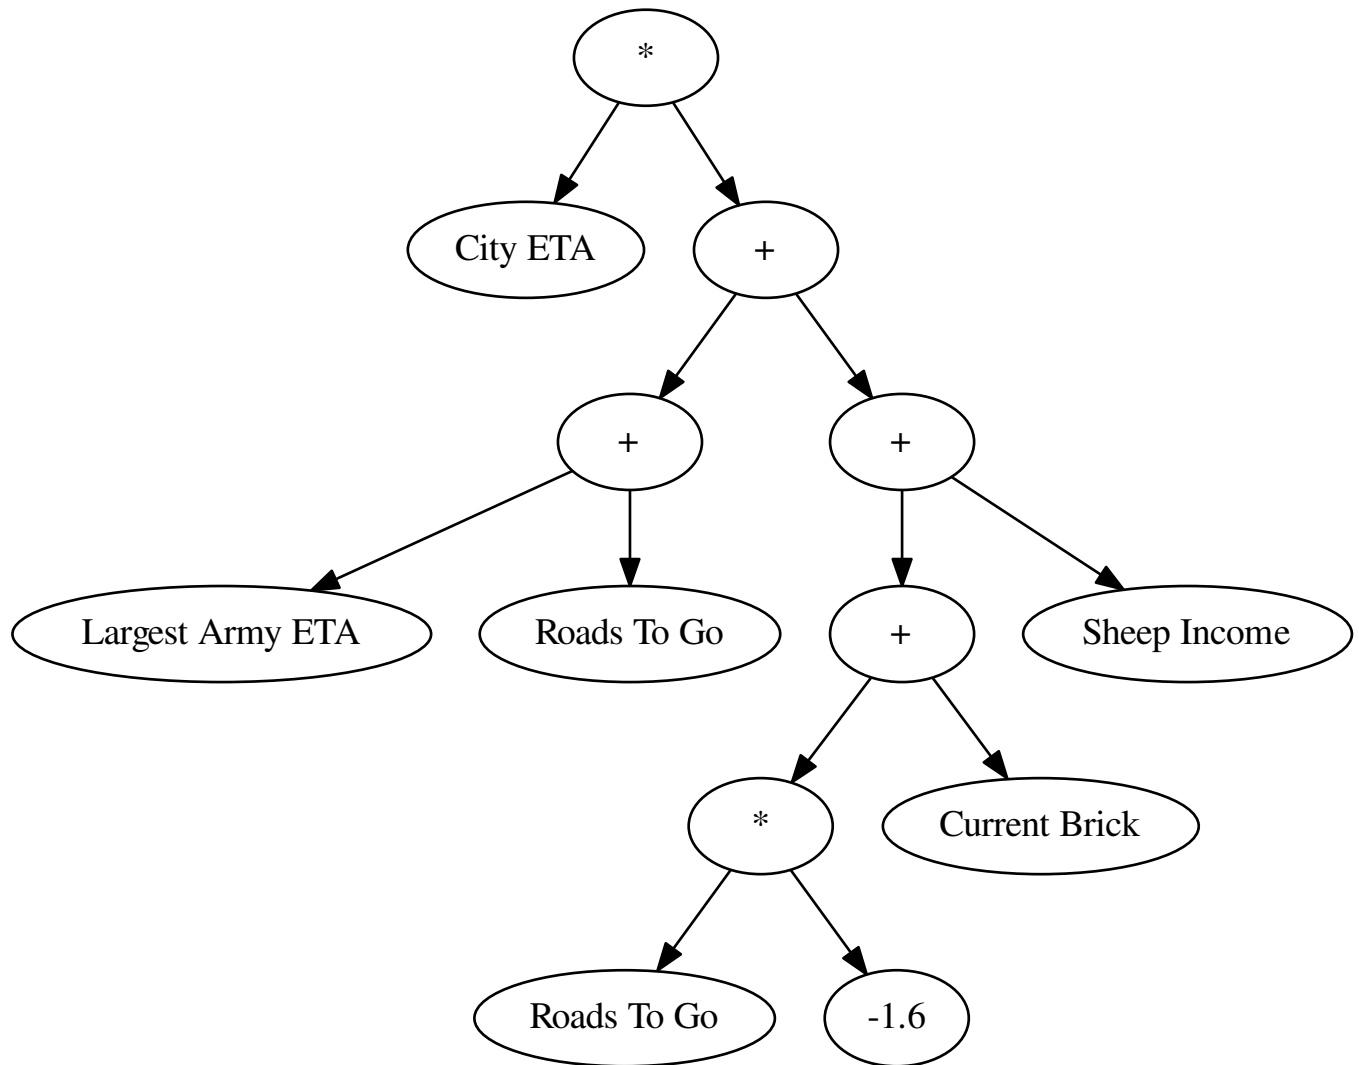 *
City ETA
+
+
+
Largest Army ETA
Roads To Go
+
Sheep Income
*
Current Brick
Roads To Go
-1.6